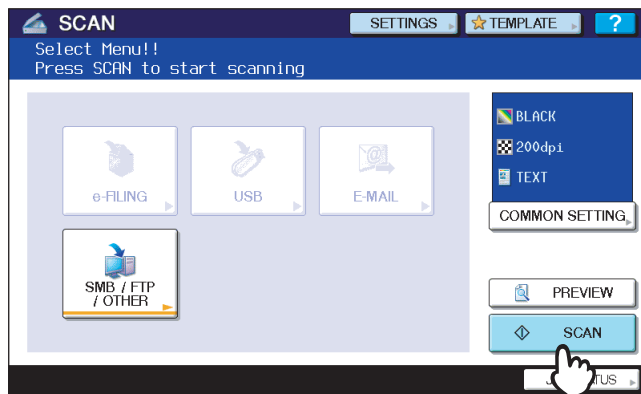 SCAN
SETTINGS
TEMPLATE
?
Select Menu!!
Press SCAN to start scanning
e-FILING
USB
E-MAIL
SMB / FTP
/ OTHER
BLACK
200dpi
TEXT
COMMON SETTING
PREVIEW
SCAN